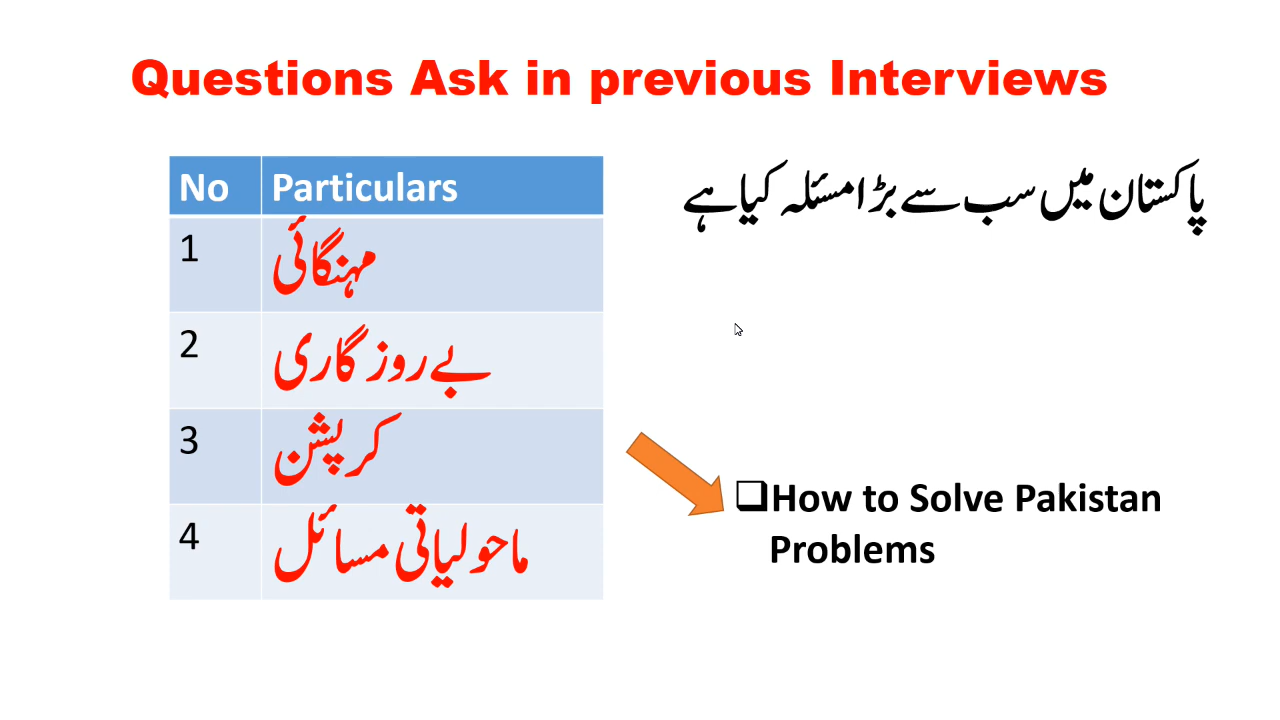 Questions Ask in previous Interviews
No Particulars
1 مہنگائی
2 بے روزگاری
3 کرپشن
4 ماحولیاتی مسائل
پاکستان میں سب سے بڑا مسئلہ کیا ہے
❑How to Solve Pakistan
Problems